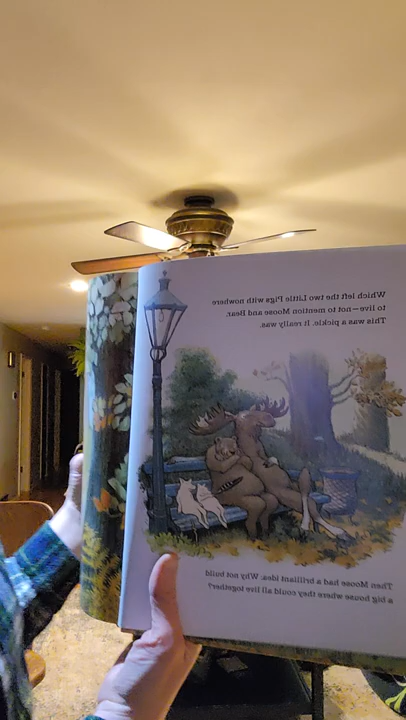 Which left the two Little Pigs with nowhere
to live—not to mention Moose and Bear.
This was a pickle. It really was.
Then Moose had a brilliant idea. Why not build
a big house where they could all live together?